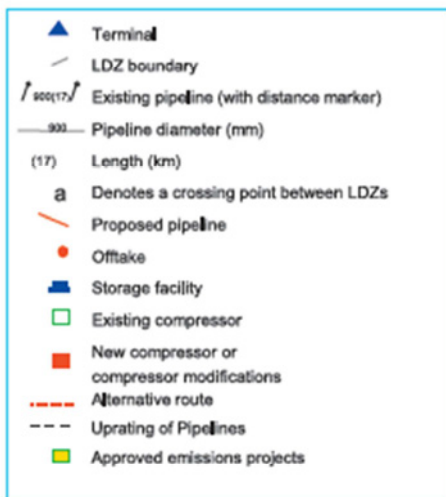 Terminal
LDZ boundary
900(17) Existing pipeline (with distance marker)
900 Pipeline diameter (mm)
(17) Length (km)
a Denotes a crossing point between LDZs
Proposed pipeline
Offtake
Storage facility
Existing compressor
New compressor or
compressor modifications
Alternative route
Uprating of Pipelines
Approved emissions projects